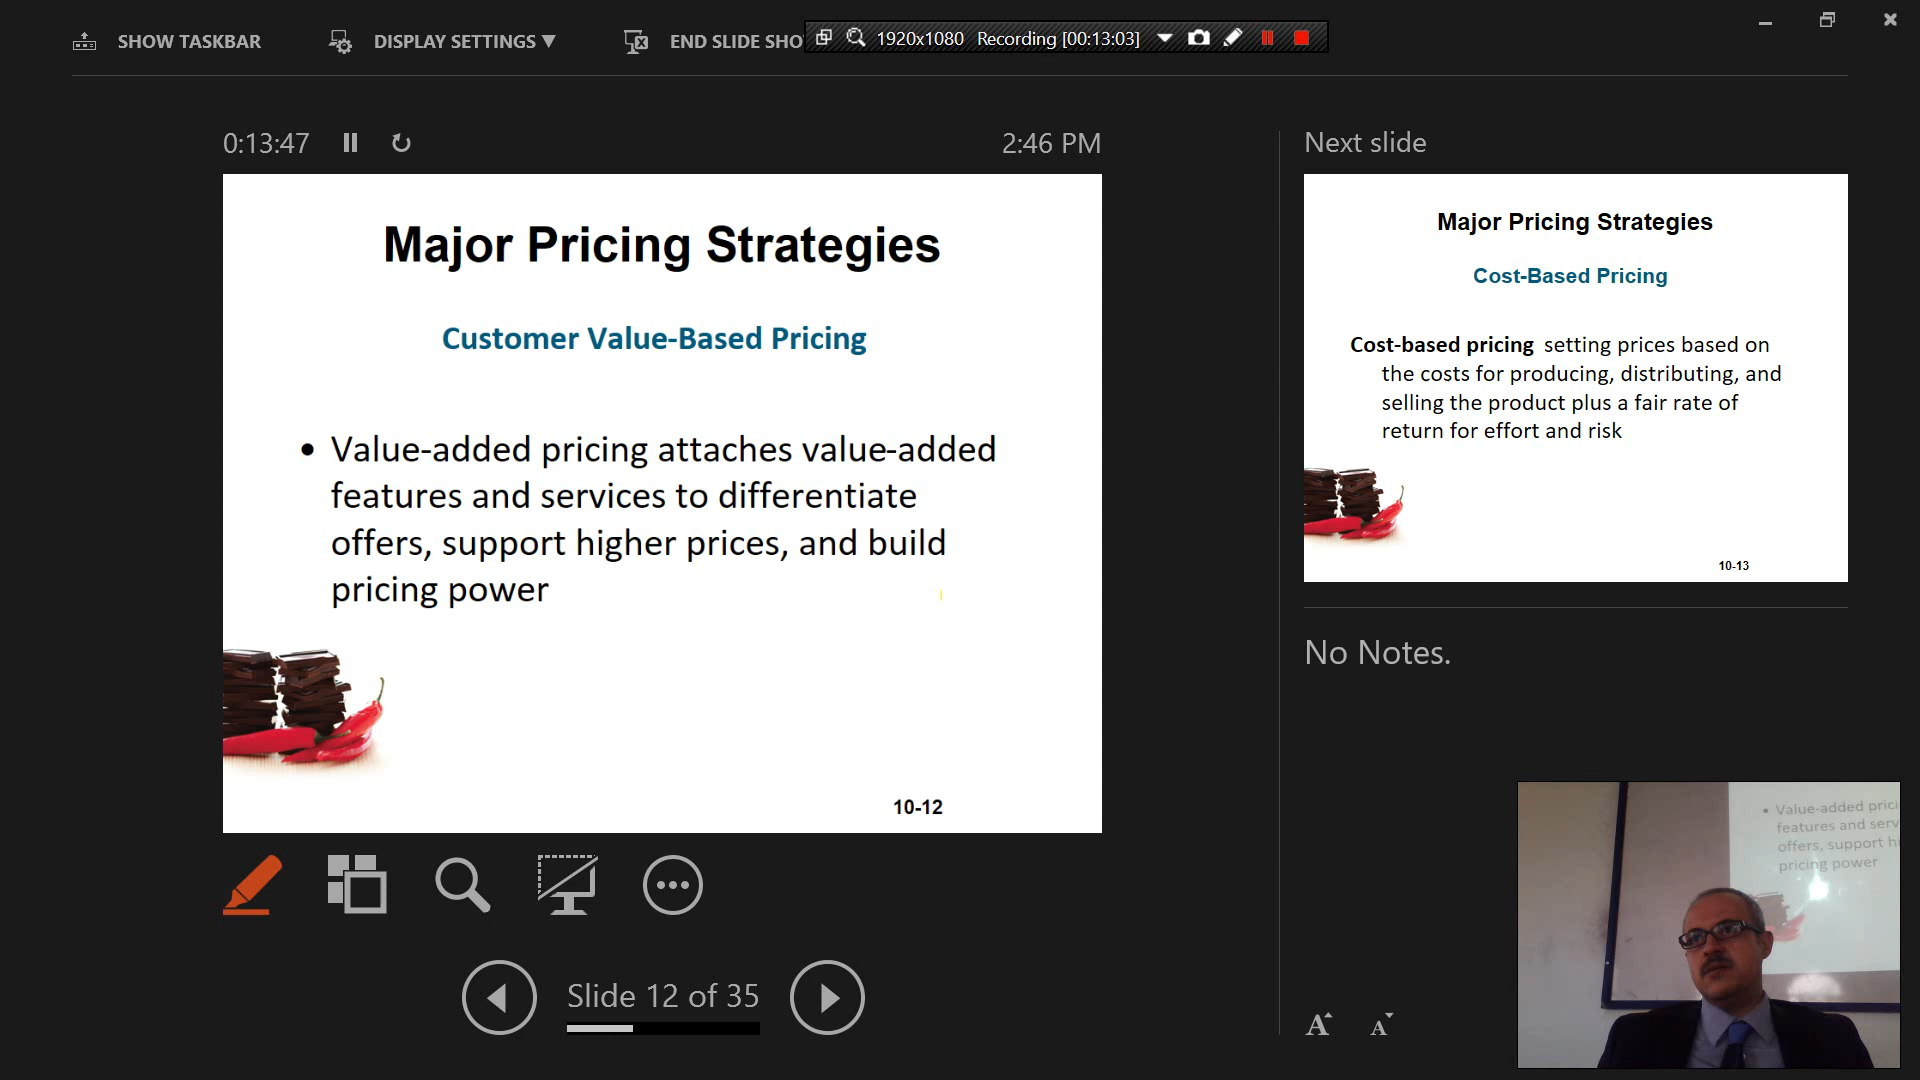 SHOW TASKBAR
DISPLAY SETTINGS ▼
END SLIDE SHO
1920x1080 Recording [00:13:03]
0:13:47
2:46 PM
Major Pricing Strategies
Customer Value-Based Pricing
• Value-added pricing attaches value-added
features and services to differentiate
offers, support higher prices, and build
pricing power
10-12
Slide 12 of 35
Next slide
Major Pricing Strategies
Cost-Based Pricing
Cost-based pricing setting prices based on
the costs for producing, distributing, and
selling the product plus a fair rate of
return for effort and risk
10-13
No Notes.
A A
• Value-added prici
features and serv
offers, support h
pricing power